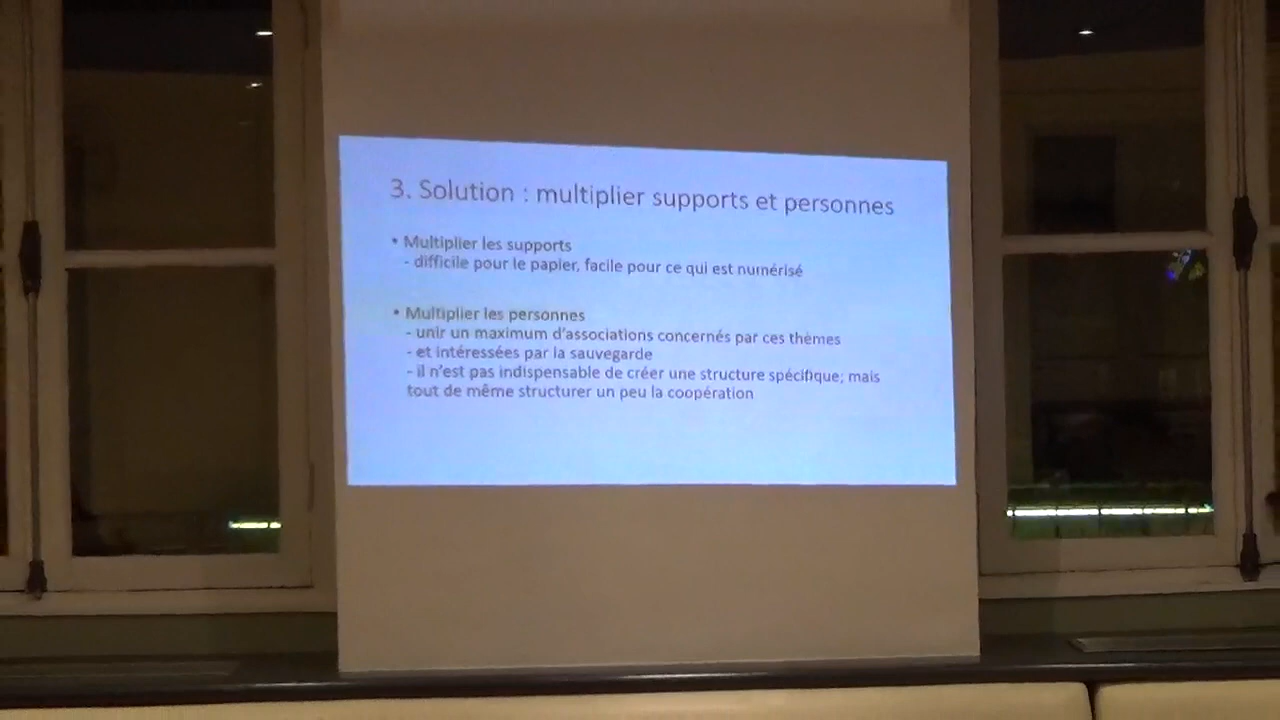 3. Solution : multiplier supports et personnes
• Multiplier les supports
- difficile pour le papier, facile pour ce qui est numérisé
• Multiplier les personnes
- unir un maximum d'associations concernés par ces thèmes
- et intéressées par la sauvegarde
- il n'est pas indispensable de créer une structure spécifique; mais
tout de même structurer un peu la coopération